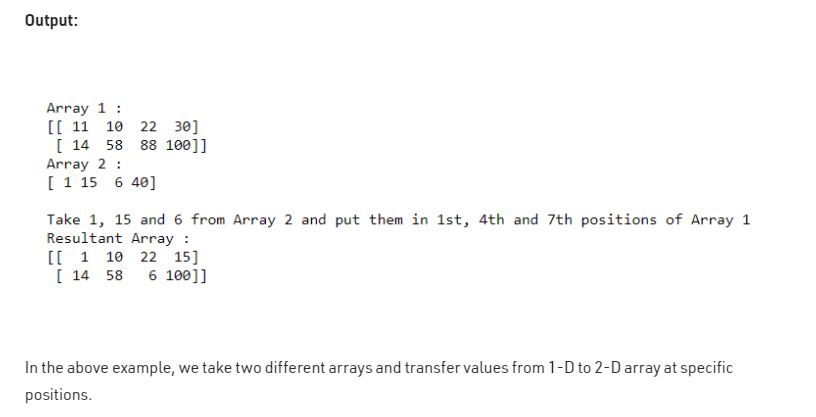 Output:
Array 1 :
[[ 11  10  22  30]
 [ 14  58  88 100]]
Array 2 :
[ 1 15  6 40]
Take 1, 15 and 6 from Array 2 and put them in 1st, 4th and 7th positions of Array 1
Resultant Array :
[[  1  10  22  15]
 [ 14  58   6 100]]
In the above example, we take two different arrays and transfer values from 1-D to 2-D array at specific
positions.